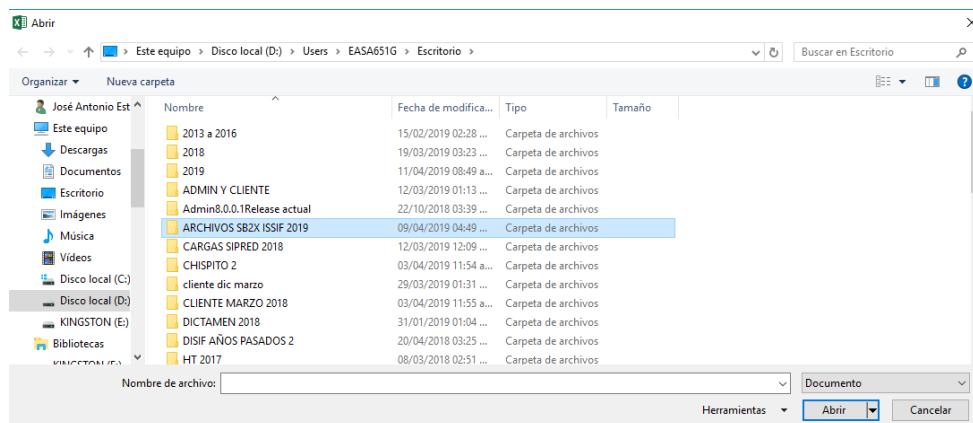 Abrir
Este equipo > Disco local (D:) > Users > EASA651G > Escritorio >
Buscar en Escritorio
Organizar
Nueva carpeta
José Antonio Est
Este equipo
Descargas
Documentos
Escritorio
Imágenes
Música
Vídeos
Disco local (C:)
Disco local (D:)
KINGSTON (E:)
Bibliotecas
Nombre Fecha de modifica... Tipo Tamaño
2013 a 2016 15/02/2019 02:28 ... Carpeta de archivos
2018 19/03/2019 03:23 ... Carpeta de archivos
2019 11/04/2019 08:49 a... Carpeta de archivos
ADMIN Y CLIENTE 12/03/2019 01:13 ... Carpeta de archivos
Admin8.0.0.1Release actual 22/10/2018 03:39 ... Carpeta de archivos
ARCHIVOS SB2X ISSIF 2019 09/04/2019 04:49 ... Carpeta de archivos
CARGAS SIPRED 2018 12/03/2019 12:09 ... Carpeta de archivos
CHISPITO 2 03/04/2019 11:54 a... Carpeta de archivos
cliente dic marzo 29/03/2019 01:31 ... Carpeta de archivos
CLIENTE MARZO 2018 03/04/2019 11:55 a... Carpeta de archivos
DICTAMEN 2018 31/01/2019 01:04 ... Carpeta de archivos
DISIF AÑOS PASADOS 2 20/04/2018 03:25 ... Carpeta de archivos
HT 2017 08/03/2018 02:51 ... Carpeta de archivos
Nombre de archivo:
Documento
Herramientas
Abrir
Cancelar